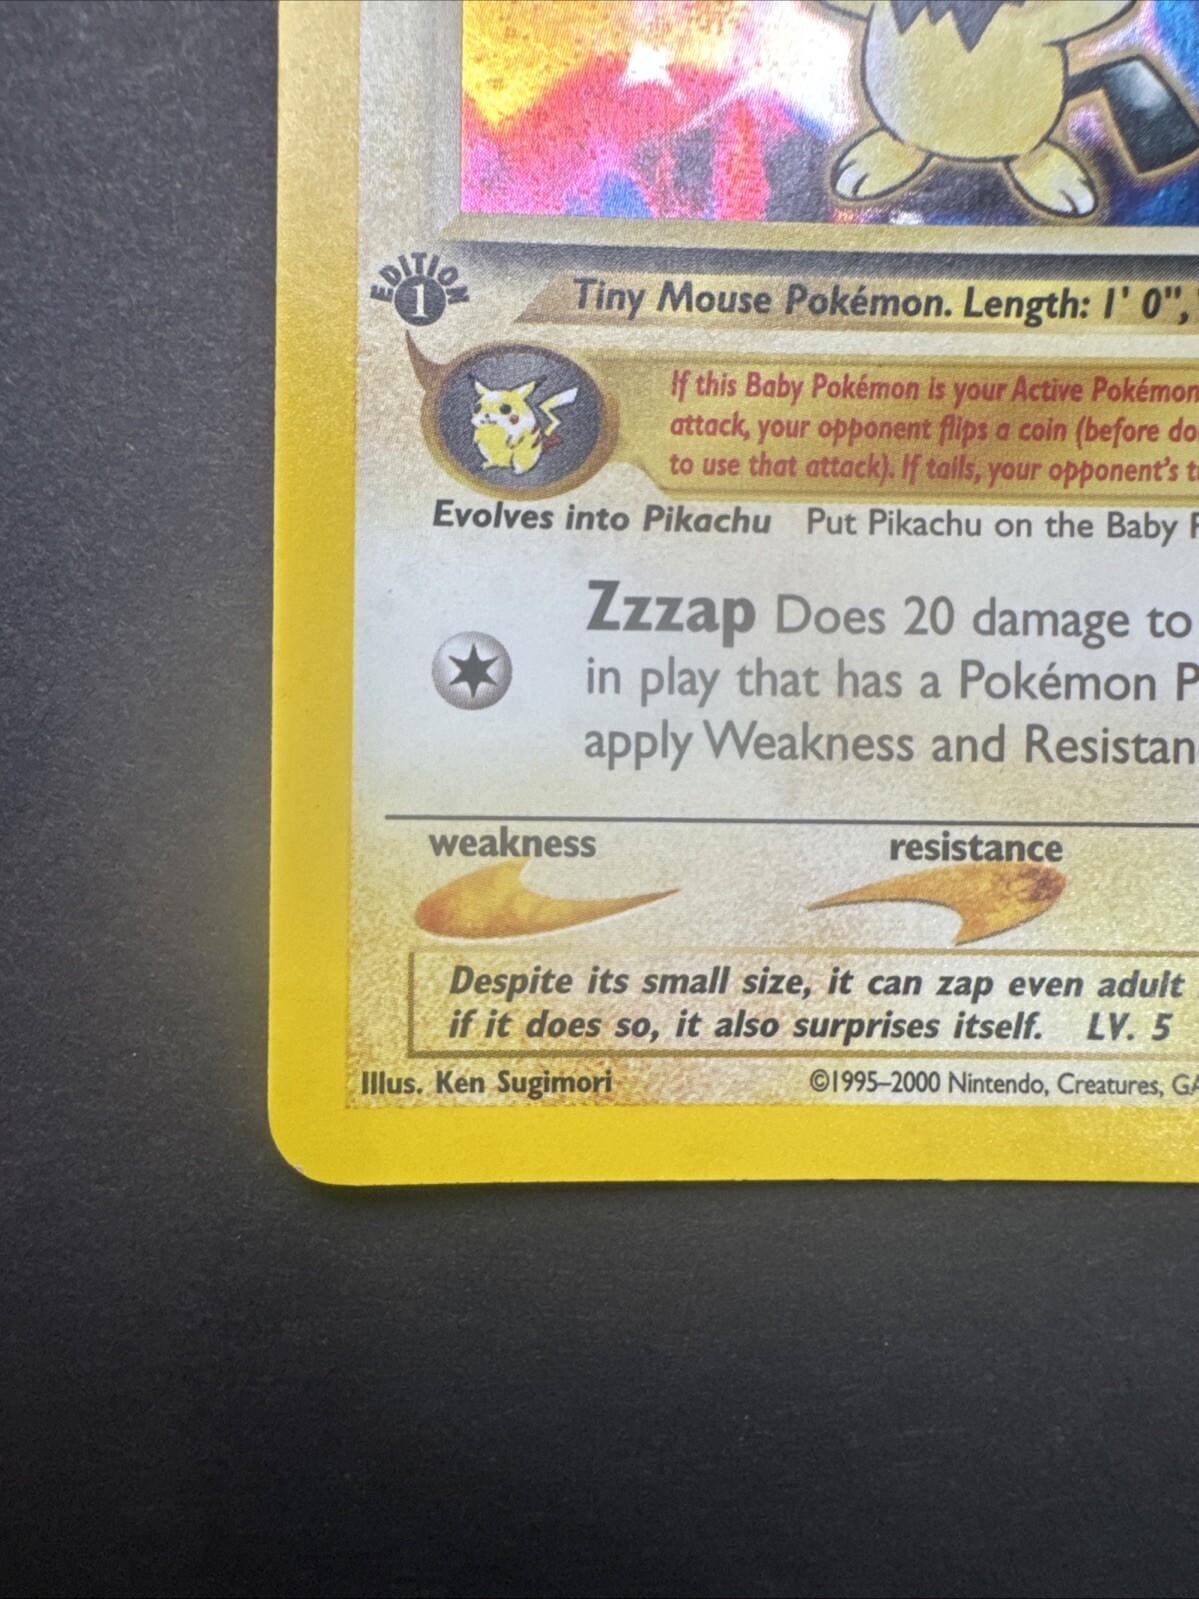 EDITION
1
Tiny Mouse Pokémon. Length: 1' 0",
If this Baby Pokémon is your Active Pokémon
attack, your opponent flips a coin (before do
to use that attack). If tails, your opponent's t
Evolves into Pikachu Put Pikachu on the Baby
Zzzap Does 20 damage to
in play that has a Pokémon P
apply Weakness and Resistan
weakness resistance
Despite its small size, it can zap even adult
if it does so, it also surprises itself. LV. 5
Illus. Ken Sugimori ©1995–2000 Nintendo, Creatures, GA